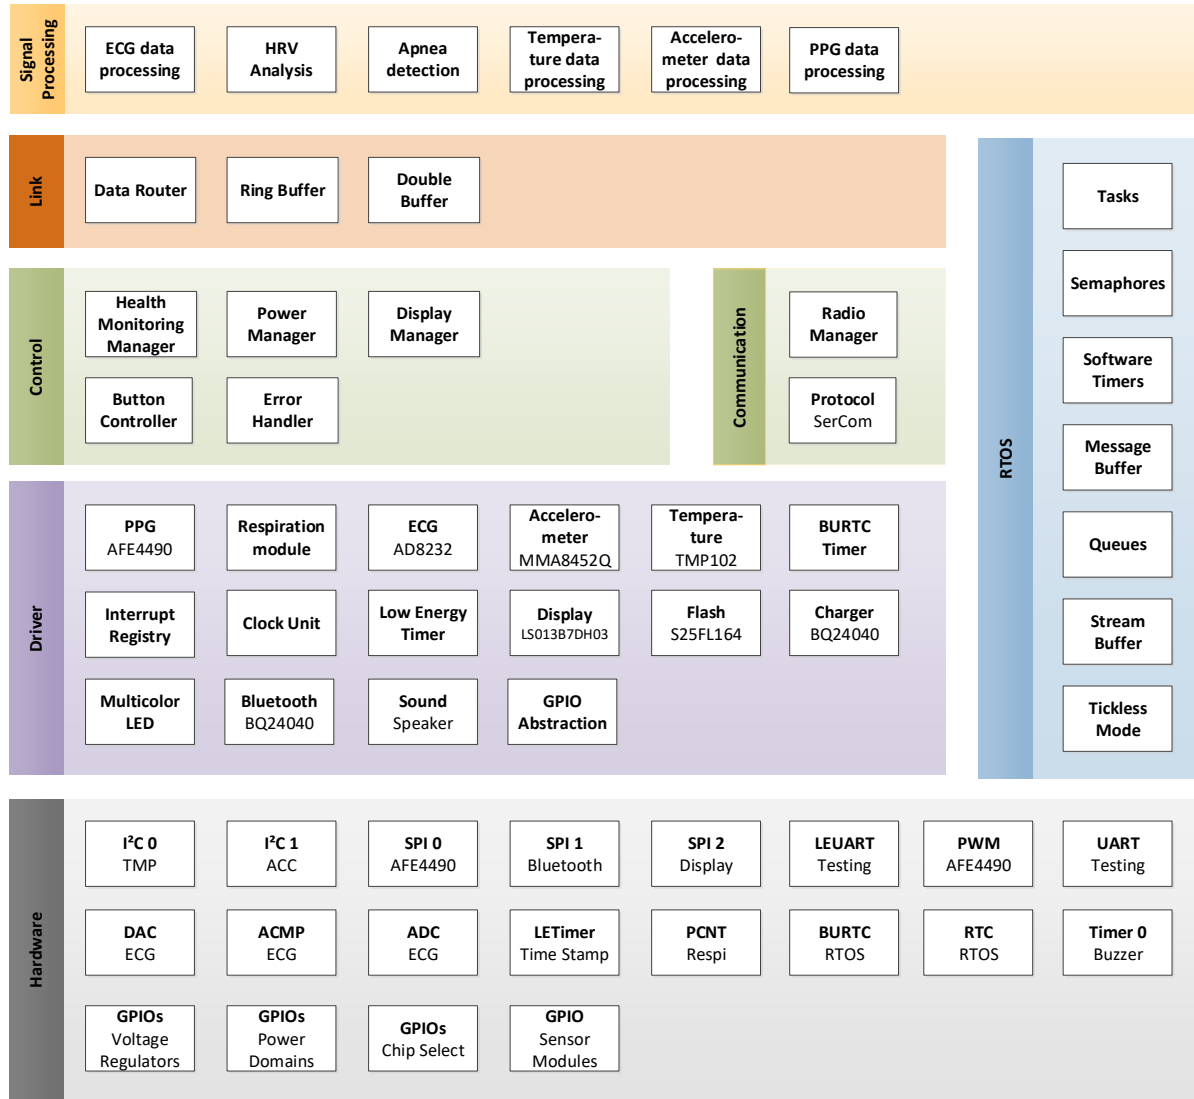 Signal
Processing
ECG data
processing
HRV
Analysis
Apnea
detection
Tempera-
ture data
processing
Accelero-
meter data
processing
PPG data
processing
Link
Data Router
Ring Buffer
Double
Buffer
Control
Health
Monitoring
Manager
Power
Manager
Display
Manager
Button
Controller
Error
Handler
Communication
Radio
Manager
Protocol
SerCom
RTOS
Tasks
Semaphores
Software
Timers
Message
Buffer
Queues
Stream
Buffer
Tickless
Mode
Driver
PPG
AFE4490
Respiration
module
ECG
AD8232
Accelero-
meter
MMA8452Q
Tempera-
ture
TMP102
BURTC
Timer
Interrupt
Registry
Clock Unit
Low Energy
Timer
Display
LS013B7DH03
Flash
S25FL164
Charger
BQ24040
Multicolor
LED
Bluetooth
BQ24040
Sound
Speaker
GPIO
Abstraction
Hardware
I²C 0
TMP
I²C 1
ACC
SPI 0
AFE4490
SPI 1
Bluetooth
SPI 2
Display
LEUART
Testing
PWM
AFE4490
UART
Testing
DAC
ECG
ACMP
ECG
ADC
ECG
LETimer
Time Stamp
PCNT
Respi
BURTC
RTOS
RTC
RTOS
Timer 0
Buzzer
GPIOs
Voltage
Regulators
GPIOs
Power
Domains
GPIOs
Chip Select
GPIO
Sensor
Modules